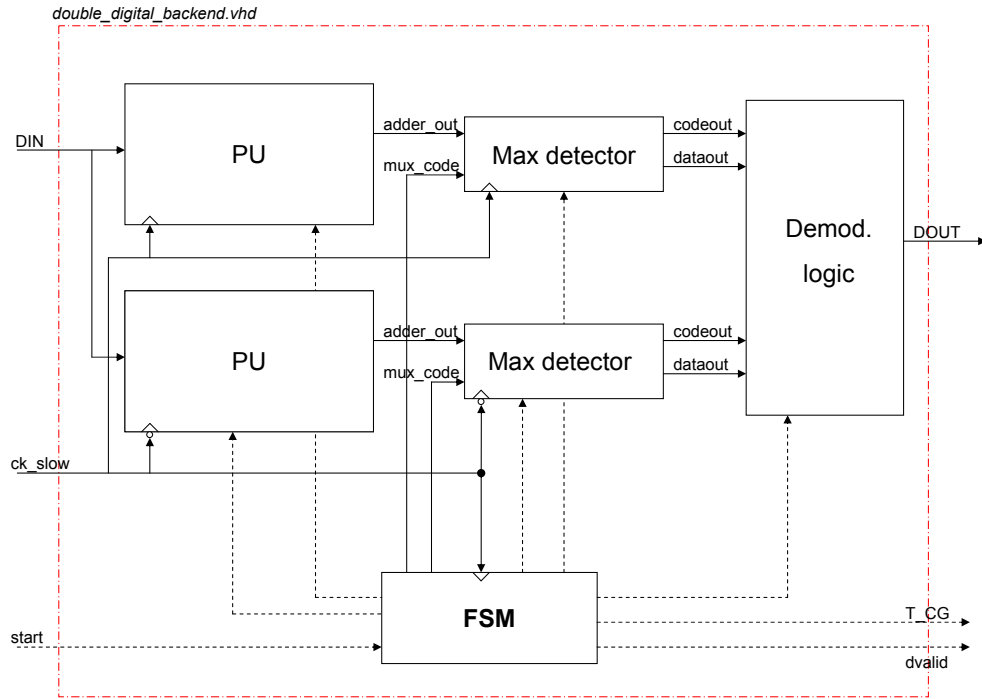 double_digital_backend.vhd
DIN
PU
adder_out
mux_code
Max detector
codeout
dataout
Demod.
logic
DOUT
PU
adder_out
mux_code
Max detector
codeout
dataout
ck_slow
FSM
start
T_CG
dvalid